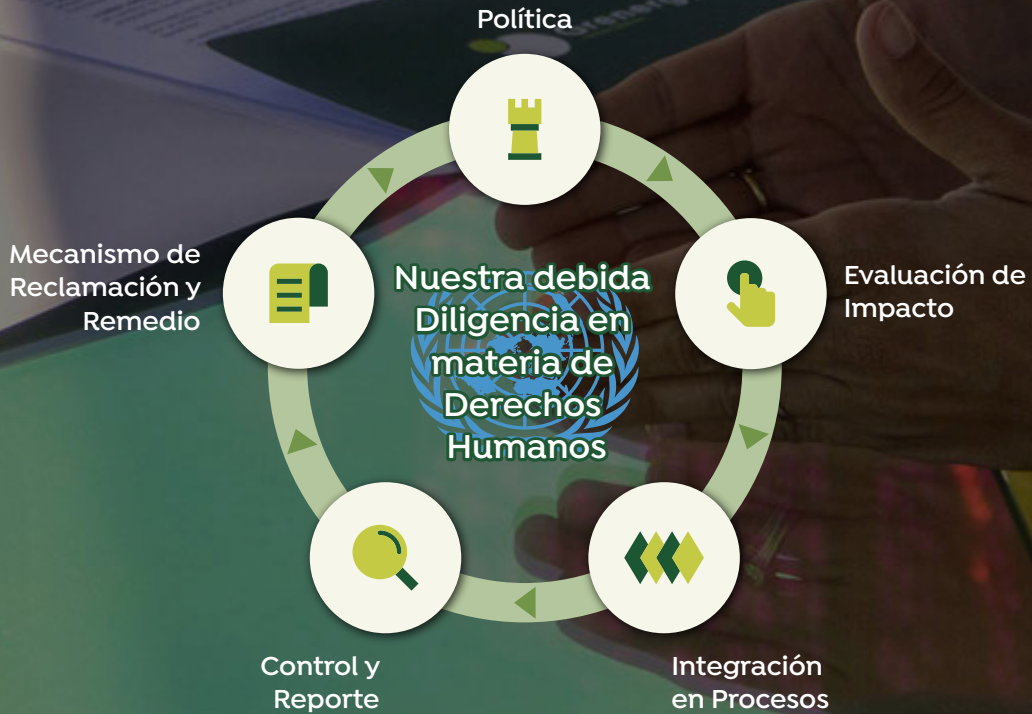 Política
Evaluación de
Impacto
Integración
en Procesos
Control y
Reporte
Mecanismo de
Reclamación y
Remedio
Nuestra debida
Diligencia en
materia de
Derechos
Humanos